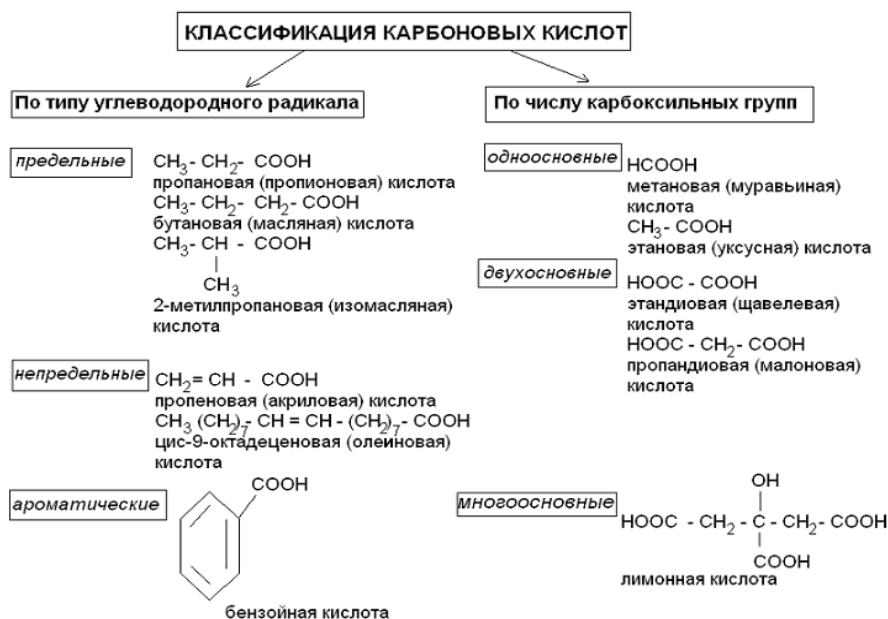 КЛАССИФИКАЦИЯ КАРБОНОВЫХ КИСЛОТ
По типу углеводородного радикала
предельные
CH₃- CH₂- COOH
пропановая (пропионовая) кислота
CH₃- CH₂- CH₂- COOH
бутановая (масляная) кислота
CH₃- CH - COOH
|
CH₃
2-метилпропановая (изомасляная)
кислота
непредельные
CH₂= CH - COOH
пропеновая (акриловая) кислота
CH₃ (CH₂)₇- CH = CH - (CH₂)₇- COOH
цис-9-октадеценовая (олеиновая)
кислота
ароматические
COOH
бензойная кислота
По числу карбоксильных групп
одноосновные
HCOOH
метановая (муравьиная)
кислота
CH₃- COOH
этановая (уксусная) кислота
двухосновные
HOOC - COOH
этандиовая (щавелевая)
кислота
HOOC - CH₂- COOH
пропандиовая (малоновая)
кислота
многоосновные
OH
|
HOOC - CH₂ - C - CH₂- COOH
|
COOH
лимонная кислота